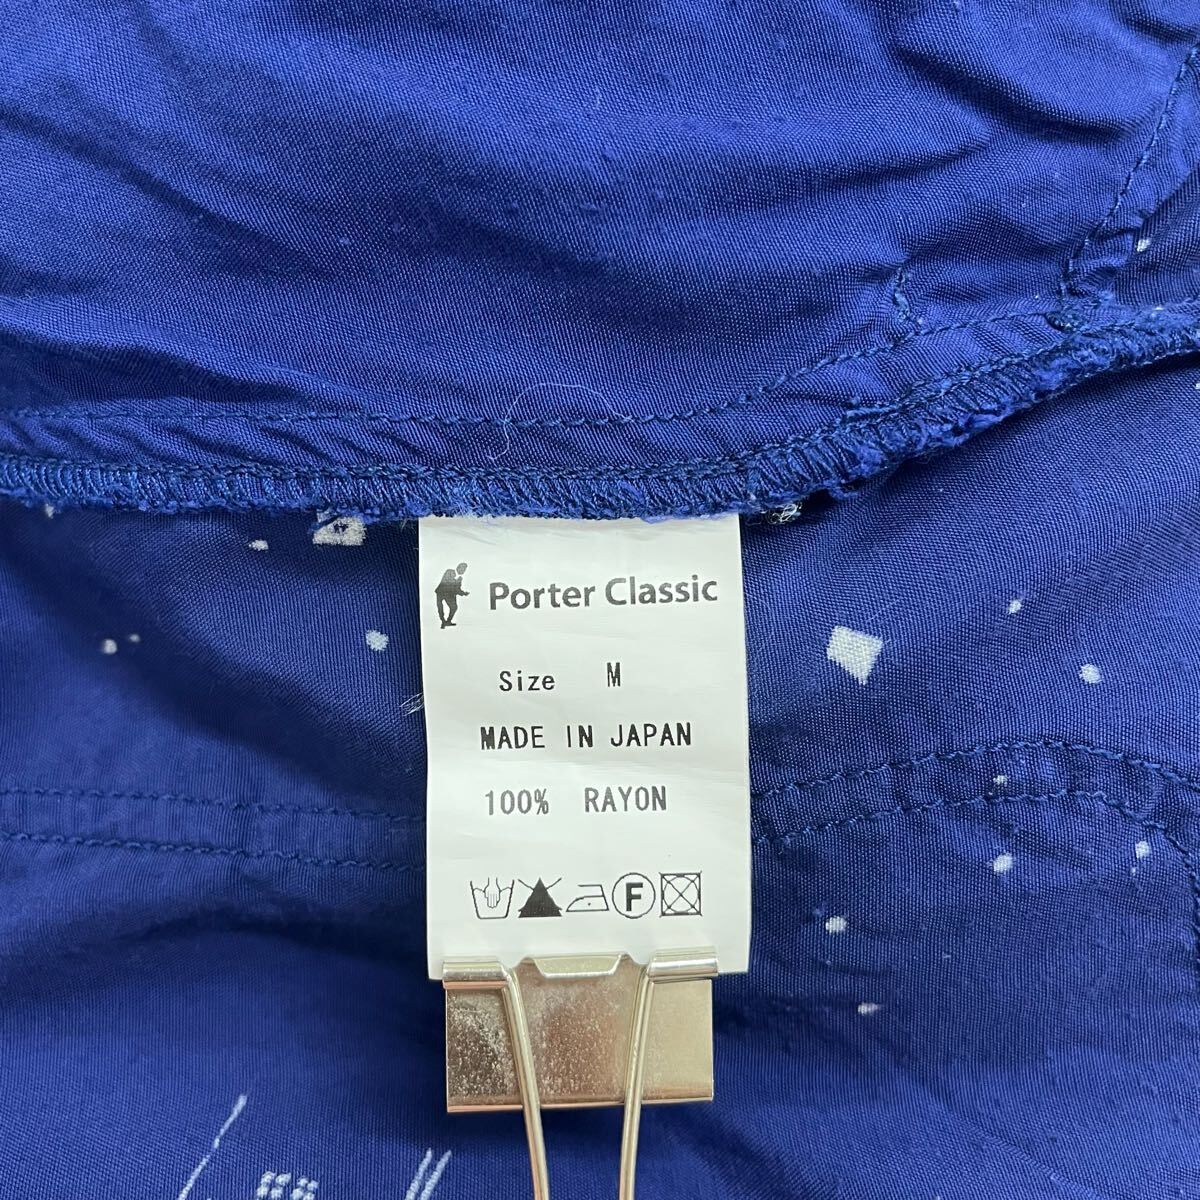 Porter Classic
Size M
MADE IN JAPAN
100% RAYON
F